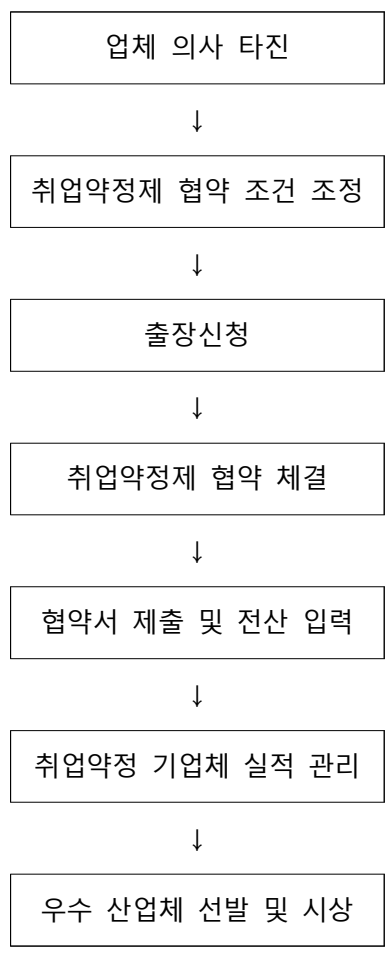 업체 의사 타진
↓
취업약정제 협약 조건 조정
↓
출장신청
↓
취업약정제 협약 체결
↓
협약서 제출 및 전산 입력
↓
취업약정 기업체 실적 관리
↓
우수 산업체 선발 및 시상